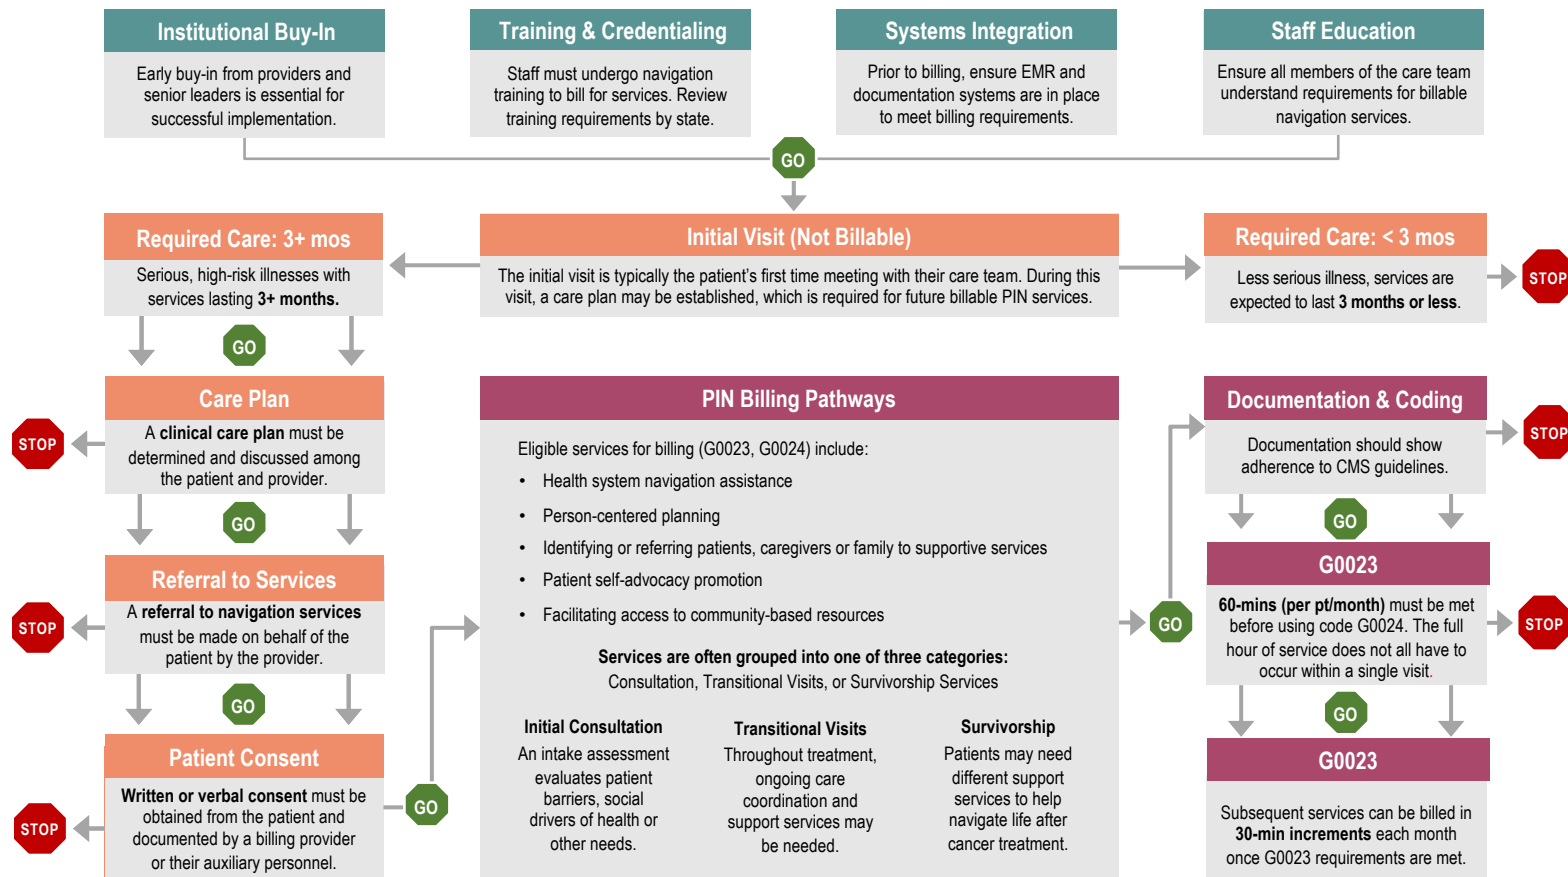 Institutional Buy-In
Early buy-in from providers and
senior leaders is essential for
successful implementation.
Training & Credentialing
Staff must undergo navigation
training to bill for services. Review
training requirements by state.
Systems Integration
Prior to billing, ensure EMR and
documentation systems are in place
to meet billing requirements.
Staff Education
Ensure all members of the care team
understand requirements for billable
navigation services.
GO
Required Care: 3+ mos
Serious, high-risk illnesses with
services lasting 3+ months.
Initial Visit (Not Billable)
The initial visit is typically the patient's first time meeting with their care team. During this
visit, a care plan may be established, which is required for future billable PIN services.
Required Care: < 3 mos
Less serious illness, services are
expected to last 3 months or less.
STOP
GO
Care Plan
A clinical care plan must be
determined and discussed among
the patient and provider.
STOP
GO
Referral to Services
A referral to navigation services
must be made on behalf of the
patient by the provider.
STOP
GO
Patient Consent
Written or verbal consent must be
obtained from the patient and
documented by a billing provider
or their auxiliary personnel.
STOP
GO
PIN Billing Pathways
Eligible services for billing (G0023, G0024) include:
• Health system navigation assistance
• Person-centered planning
• Identifying or referring patients, caregivers or family to supportive services
• Patient self-advocacy promotion
• Facilitating access to community-based resources
Services are often grouped into one of three categories:
Consultation, Transitional Visits, or Survivorship Services
Initial Consultation
An intake assessment
evaluates patient
barriers, social
drivers of health or
other needs.
Transitional Visits
Throughout treatment,
ongoing care
coordination and
support services may
be needed.
Survivorship
Patients may need
different support
services to help
navigate life after
cancer treatment.
GO
Documentation & Coding
Documentation should show
adherence to CMS guidelines.
STOP
GO
G0023
60-mins (per pt/month) must be met
before using code G0024. The full
hour of service does not all have to
occur within a single visit.
STOP
GO
G0023
Subsequent services can be billed in
30-min increments each month
once G0023 requirements are met.